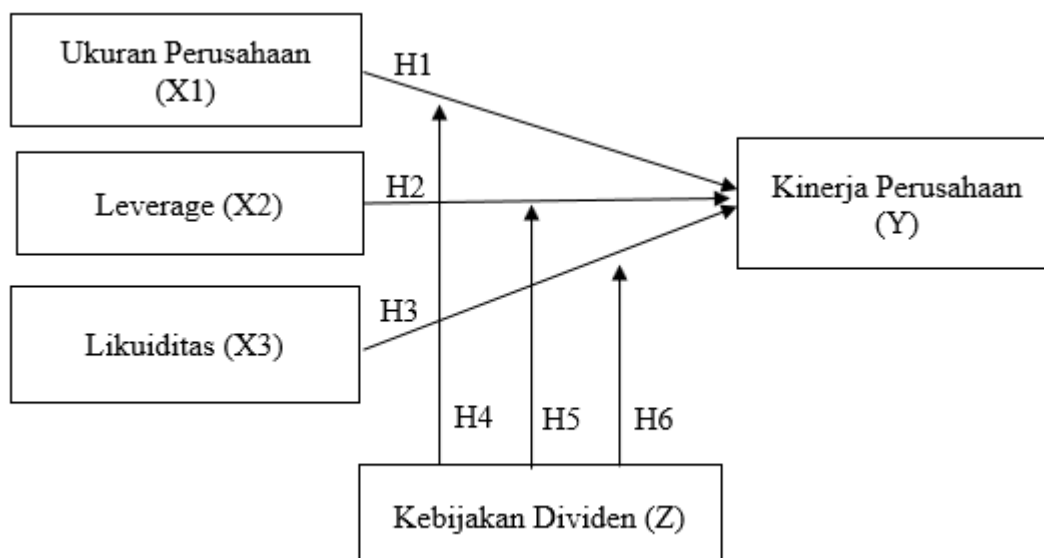 Ukuran Perusahaan
(X1)
H1
Leverage (X2)
H2
Kinerja Perusahaan
(Y)
Likuiditas (X3)
H3
H4
H5
H6
Kebijakan Dividen (Z)